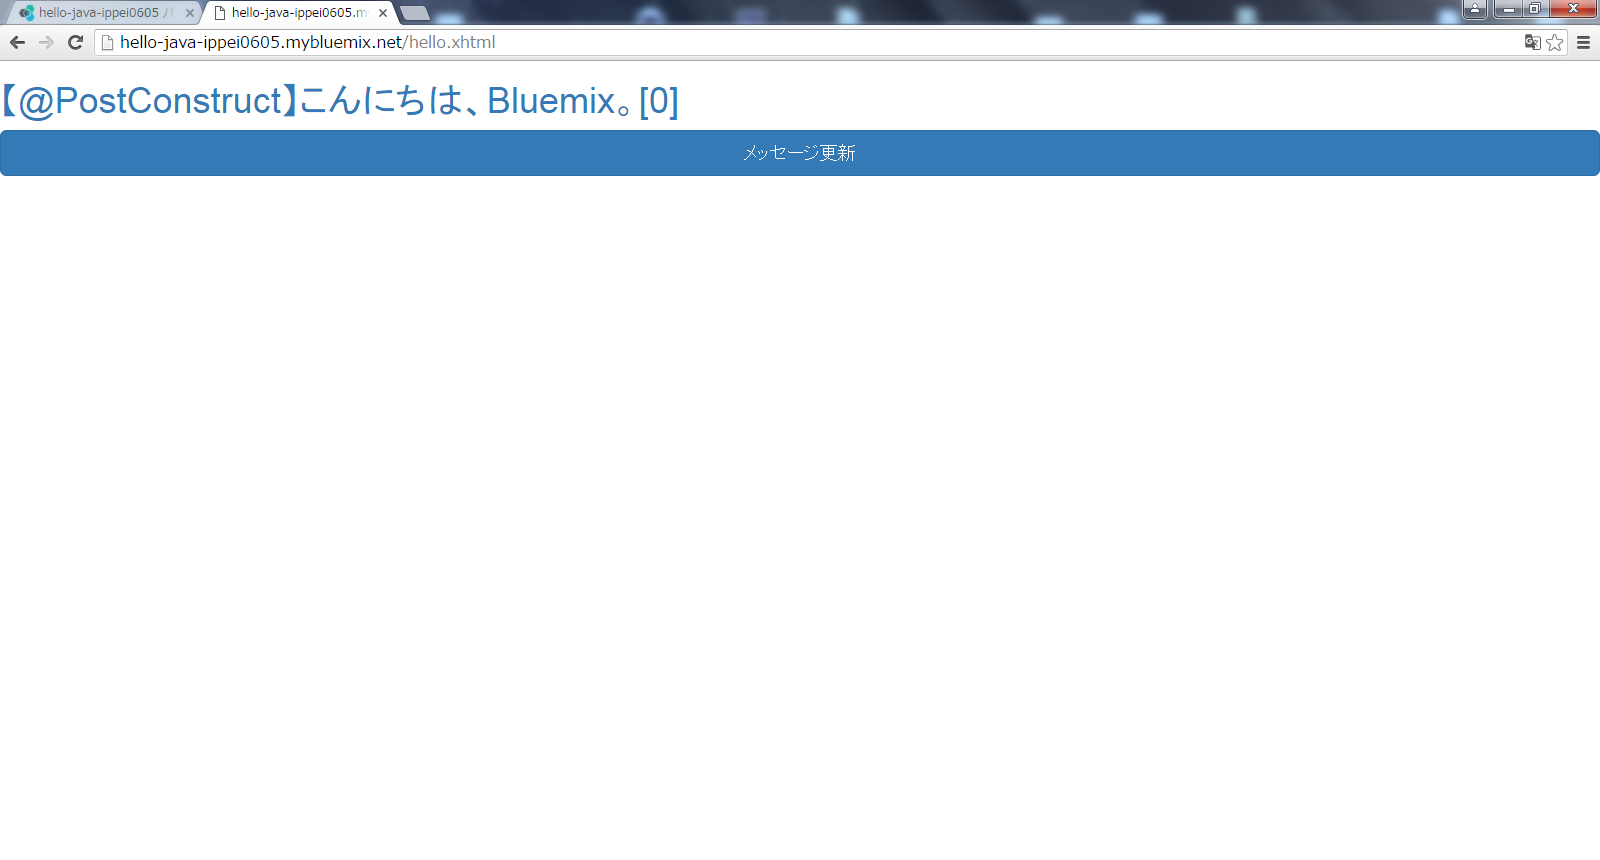 hello-java-ippei0605
hello-java-ippei0605.m
hello-java-ippei0605.mybluemix.net/hello.xhtml
【@PostConstruct】こんにちは、Bluemix。[0]
メッセージ更新